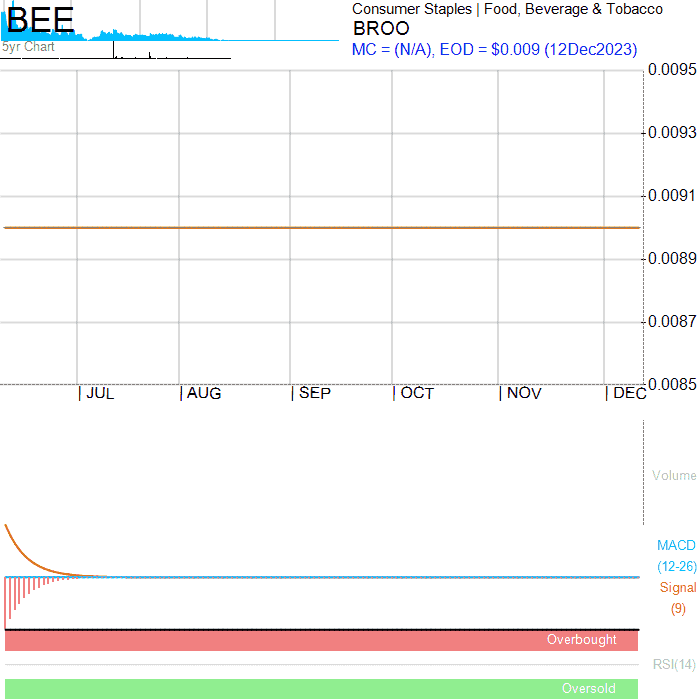 BEE
5yr Chart
Consumer Staples | Food, Beverage & Tobacco
BROO
MC = (N/A), EOD = $0.009 (12Dec2023)
0.0095
0.0093
0.0091
0.0089
0.0087
0.0085
| JUL | AUG | SEP | OCT | NOV | DEC
Volume
MACD
(12-26)
Signal
(9)
Overbought
RSI(14)
Oversold